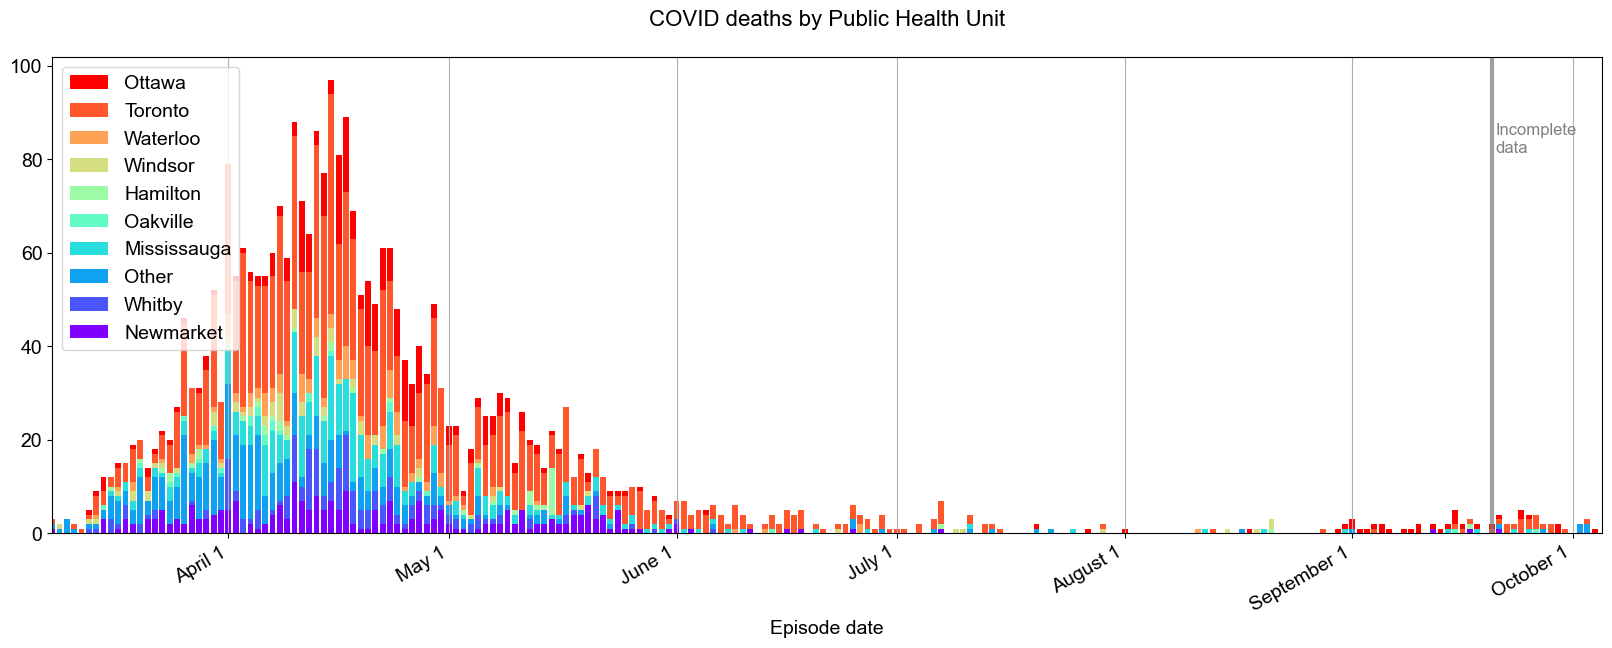 COVID deaths by Public Health Unit
100
80
60
40
20
0
Ottawa
Toronto
Waterloo
Windsor
Hamilton
Oakville
Mississauga
Other
Whitby
Newmarket
Incomplete
data
April 1
May 1
June 1
July 1
August 1
September 1
October 1
Episode date